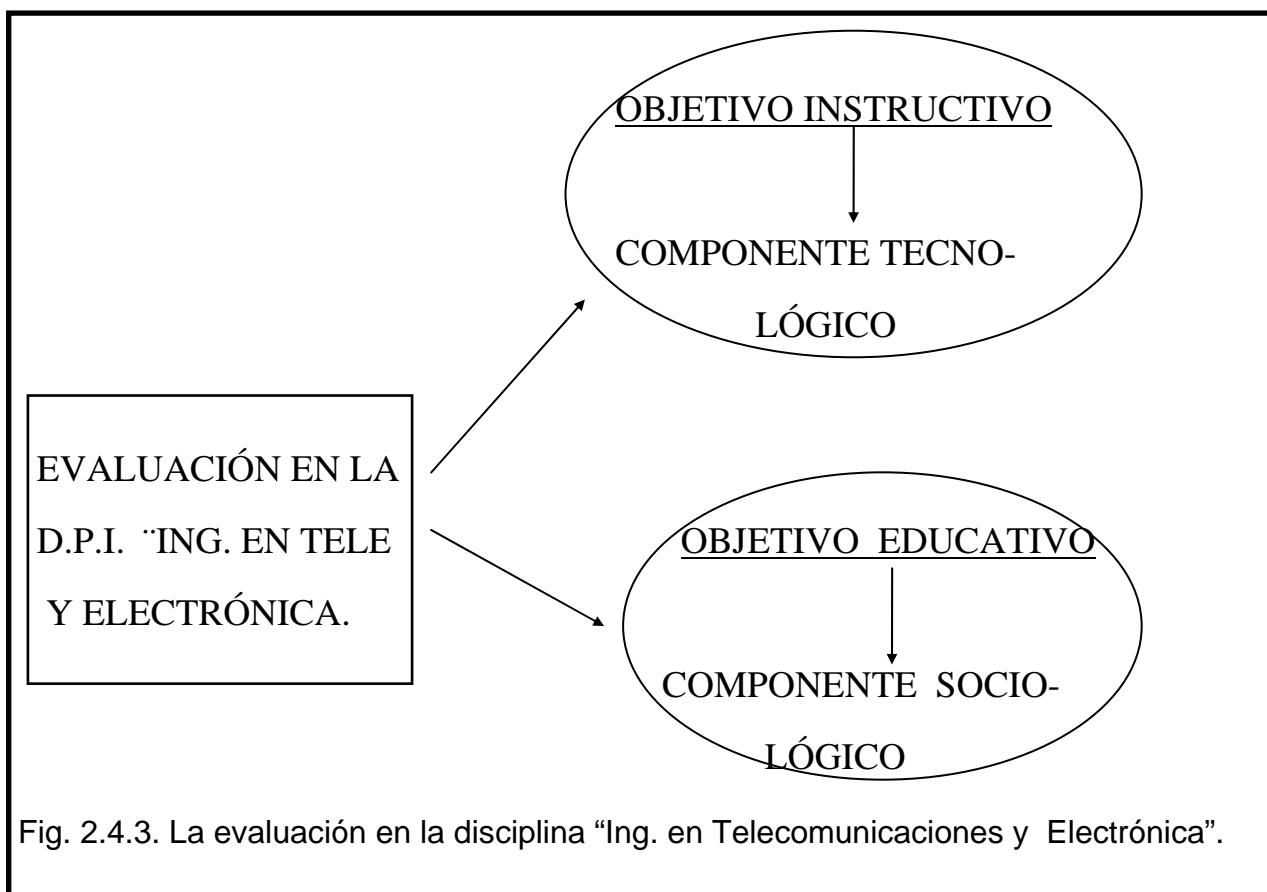 OBJETIVO INSTRUCTIVO
COMPONENTE TECNO-
LÓGICO
EVALUACIÓN EN LA
D.P.I. ¨ING. EN TELE
Y ELECTRÓNICA.
OBJETIVO EDUCATIVO
COMPONENTE SOCIO-
LÓGICO
Fig. 2.4.3. La evaluación en la disciplina “Ing. en Telecomunicaciones y Electrónica”.